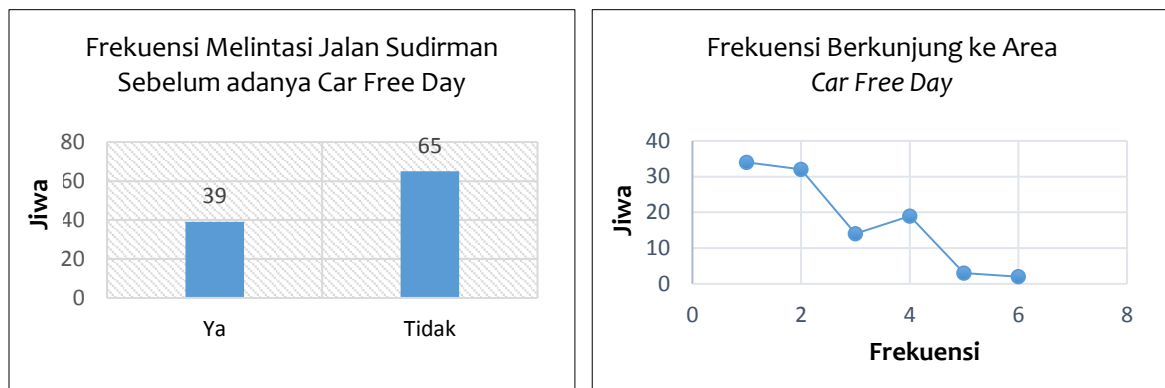 Frekuensi Melintasi Jalan Sudirman
Sebelum adanya Car Free Day
80
60
40
20
0
Jiwa
39
65
Ya
Tidak
Frekuensi Berkunjung ke Area
Car Free Day
40
30
20
10
0
Jiwa
0
2
4
6
8
Frekuensi